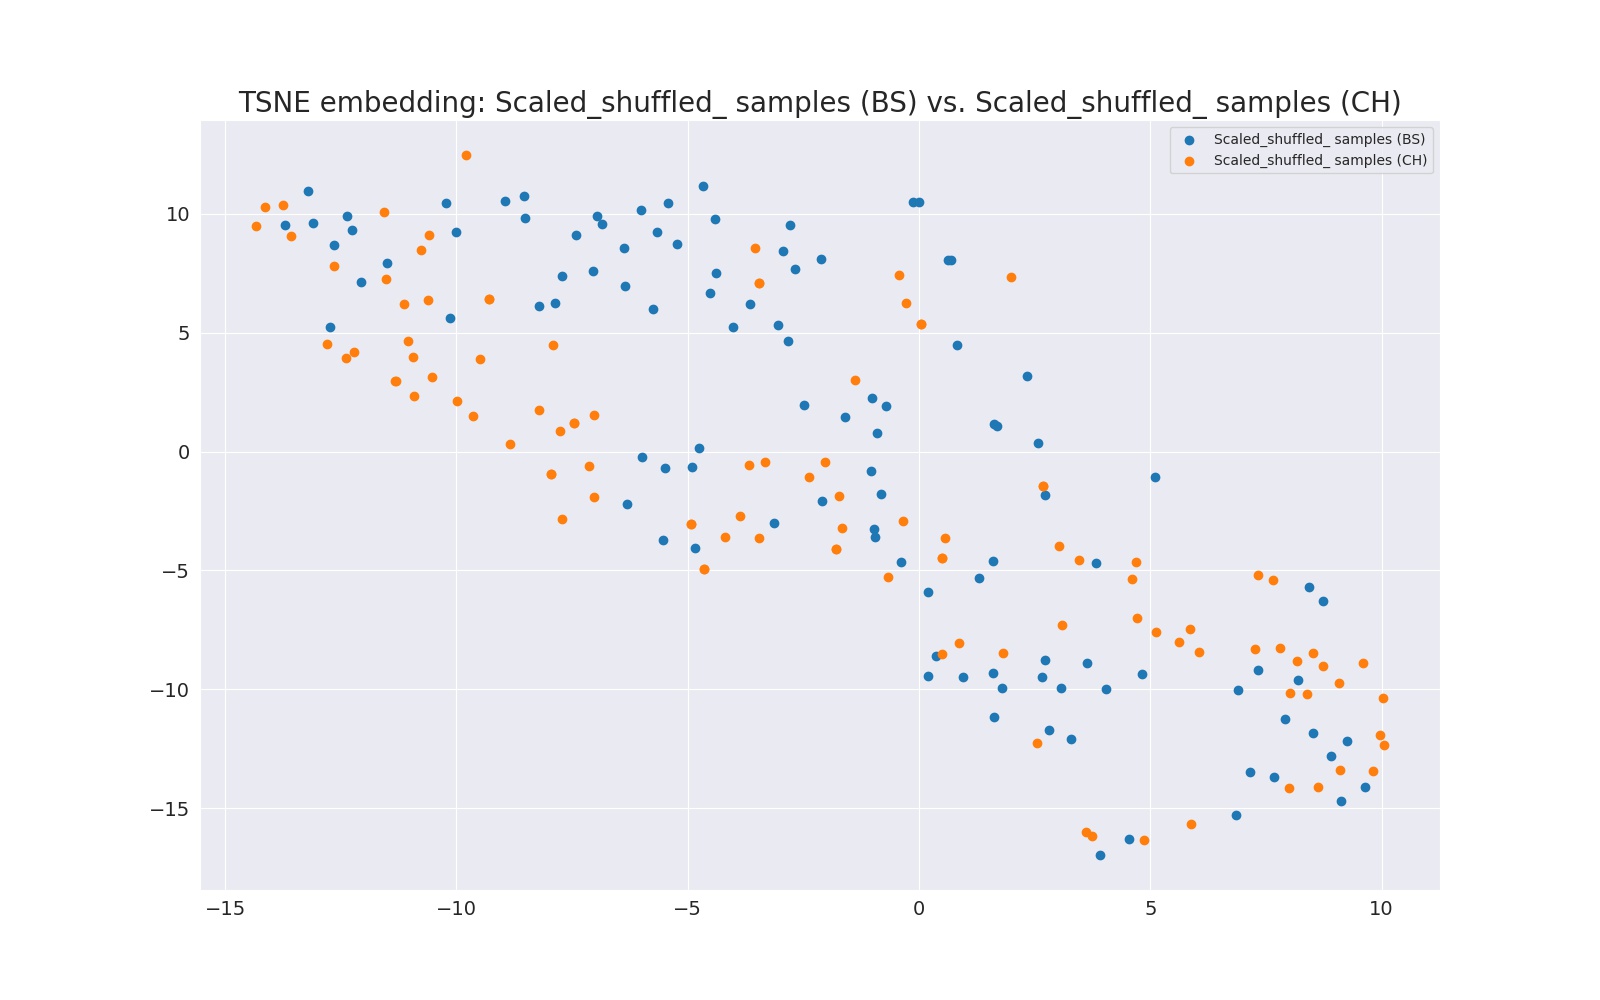 TSNE embedding: Scaled_shuffled_ samples (BS) vs. Scaled_shuffled_ samples (CH)
Scaled_shuffled_ samples (BS)
Scaled_shuffled_ samples (CH)
10
5
0
−5
−10
−15
−15 −10 −5 0 5 10